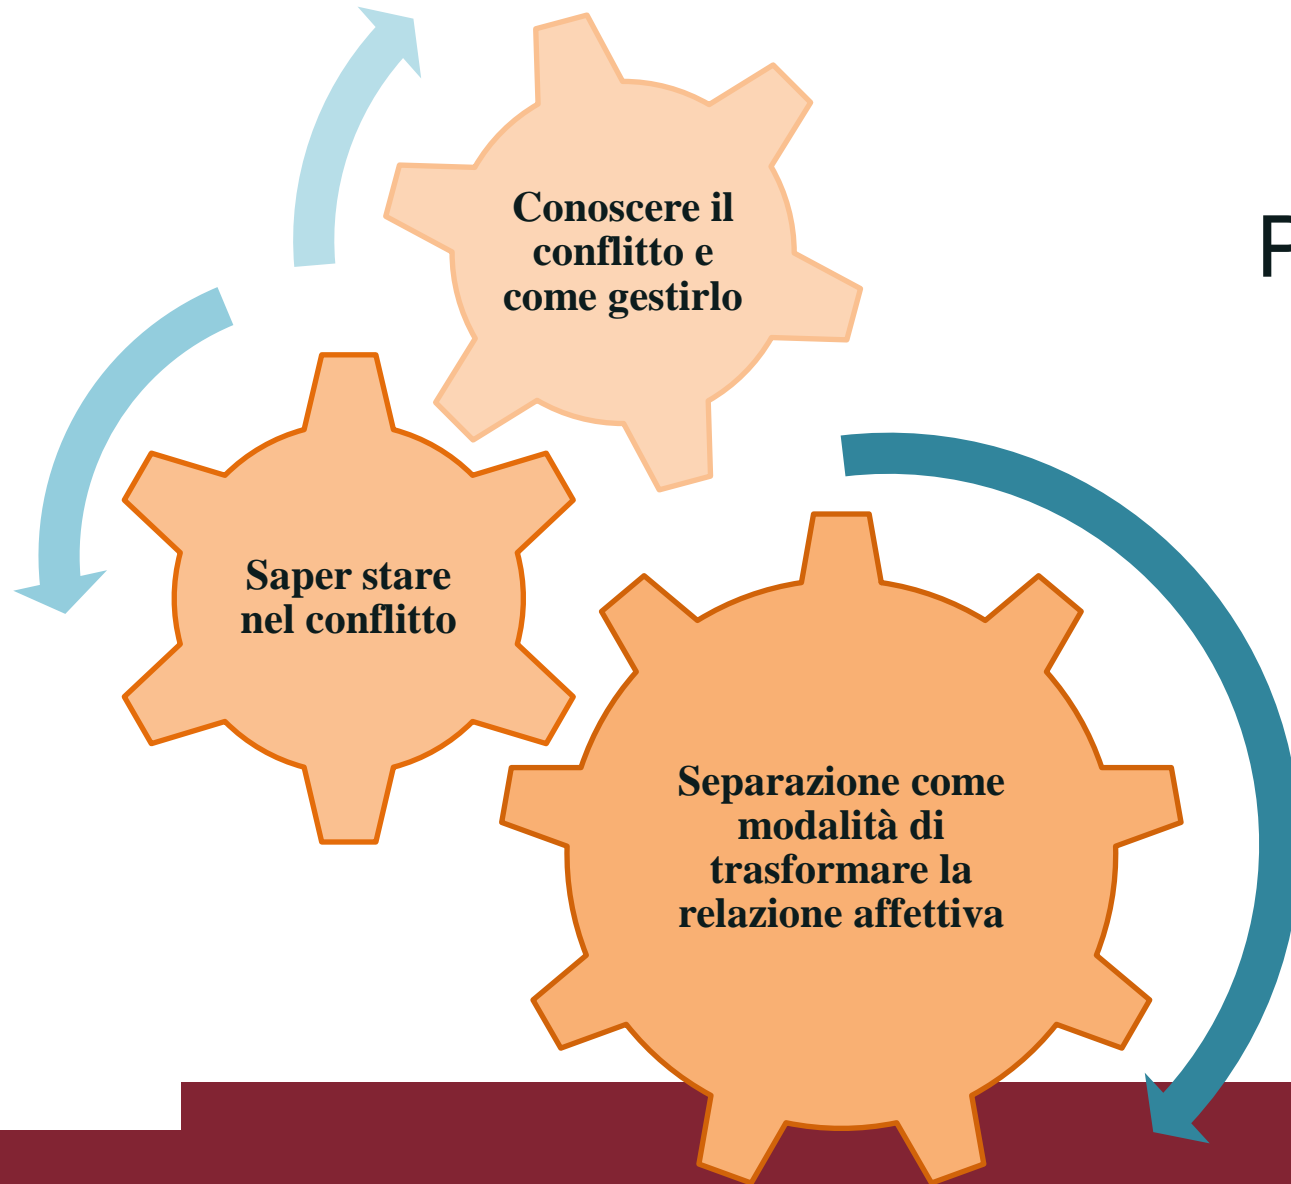 Conoscere il
conflitto e
come gestirlo
Saper stare
nel conflitto
Separazione come
modalità di
trasformare la
relazione affettiva